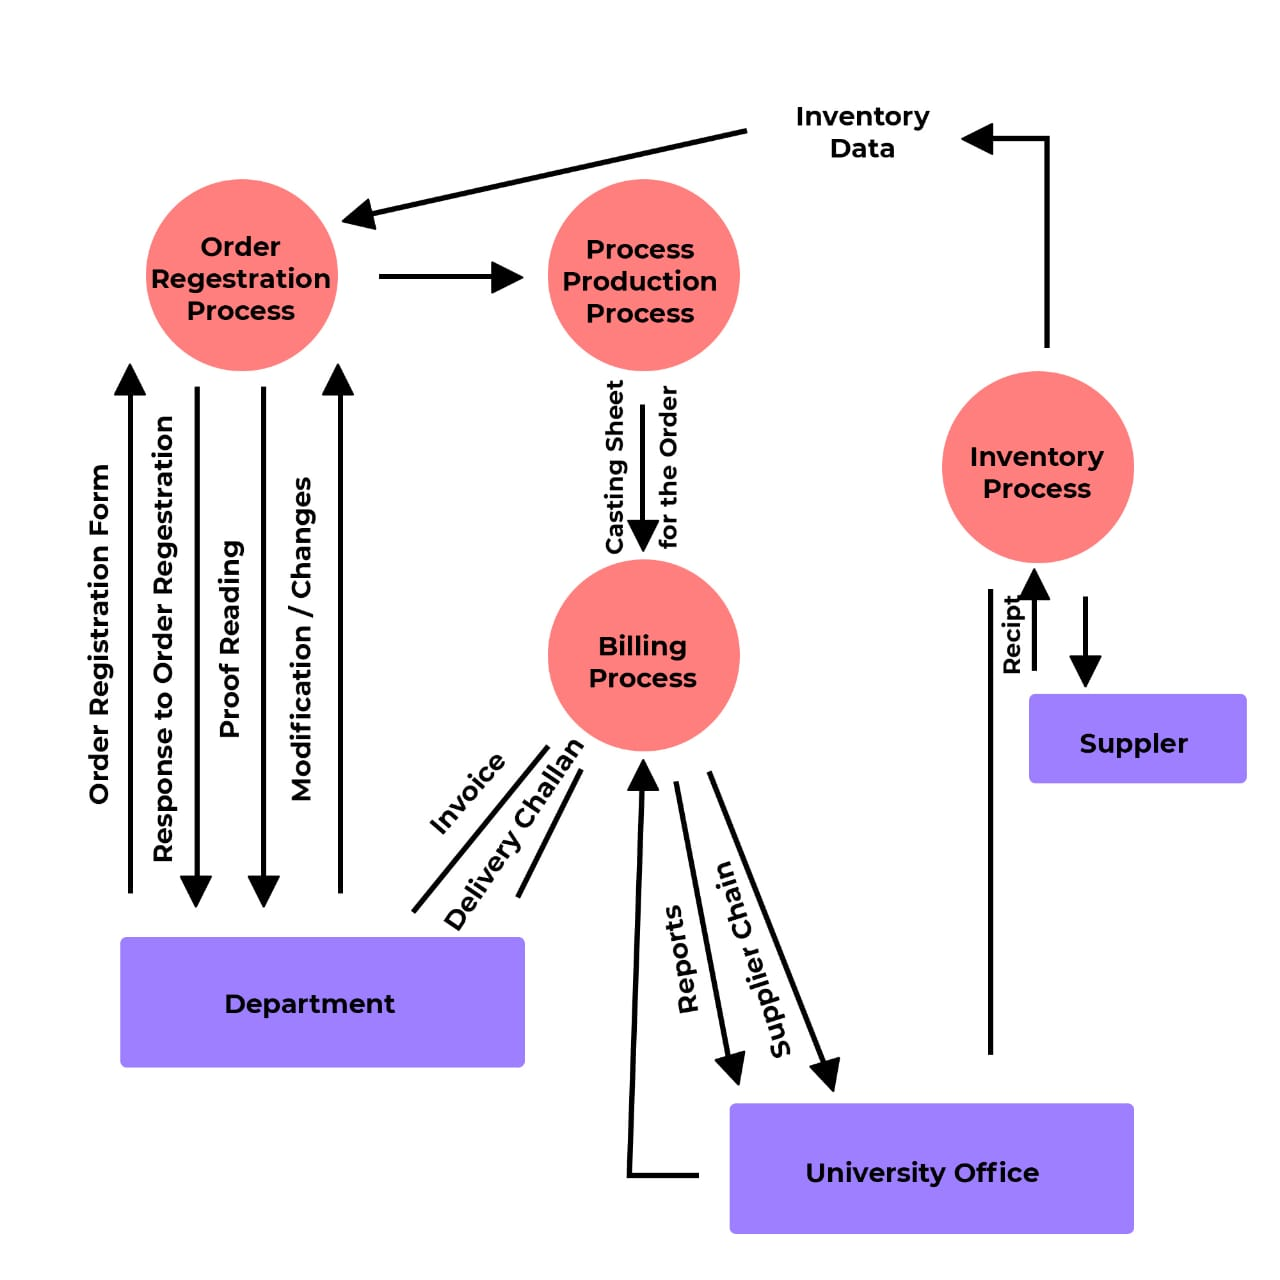 Inventory
Data
Order
Regestration
Process
Process
Production
Process
Casting Sheet
for the Order
Inventory
Process
Order Registration Form
Response to Order Regestration
Proof Reading
Modification / Changes
Billing
Process
Recipt
Suppler
Invoice
Delivery Challan
Reports
Supplier Chain
Department
University Office